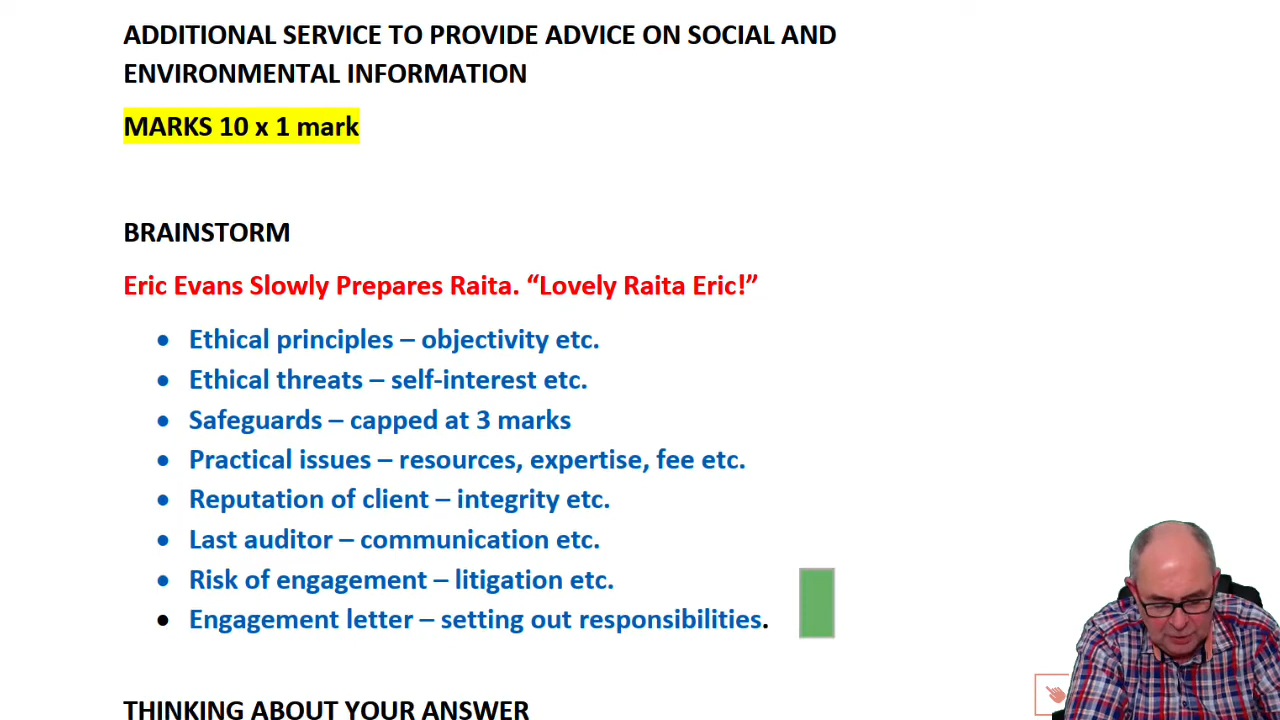 ADDITIONAL SERVICE TO PROVIDE ADVICE ON SOCIAL AND
ENVIRONMENTAL INFORMATION
MARKS 10 x 1 mark
BRAINSTORM
Eric Evans Slowly Prepares Raita. “Lovely Raita Eric!”
• Ethical principles – objectivity etc.
• Ethical threats – self-interest etc.
• Safeguards – capped at 3 marks
• Practical issues – resources, expertise, fee etc.
• Reputation of client – integrity etc.
• Last auditor – communication etc.
• Risk of engagement – litigation etc.
• Engagement letter – setting out responsibilities.
THINKING ABOUT YOUR ANSWER